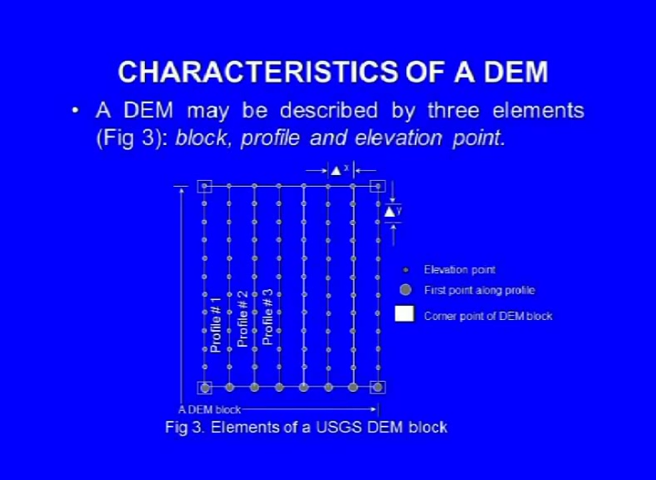 CHARACTERISTICS OF A DEM
• A DEM may be described by three elements
(Fig 3): block, profile and elevation point.
▲ x
▲ y
Elevation point
First point along profile
Corner point of DEM block
Profile # 1
Profile # 2
Profile # 3
A DEM block
Fig 3. Elements of a USGS DEM block